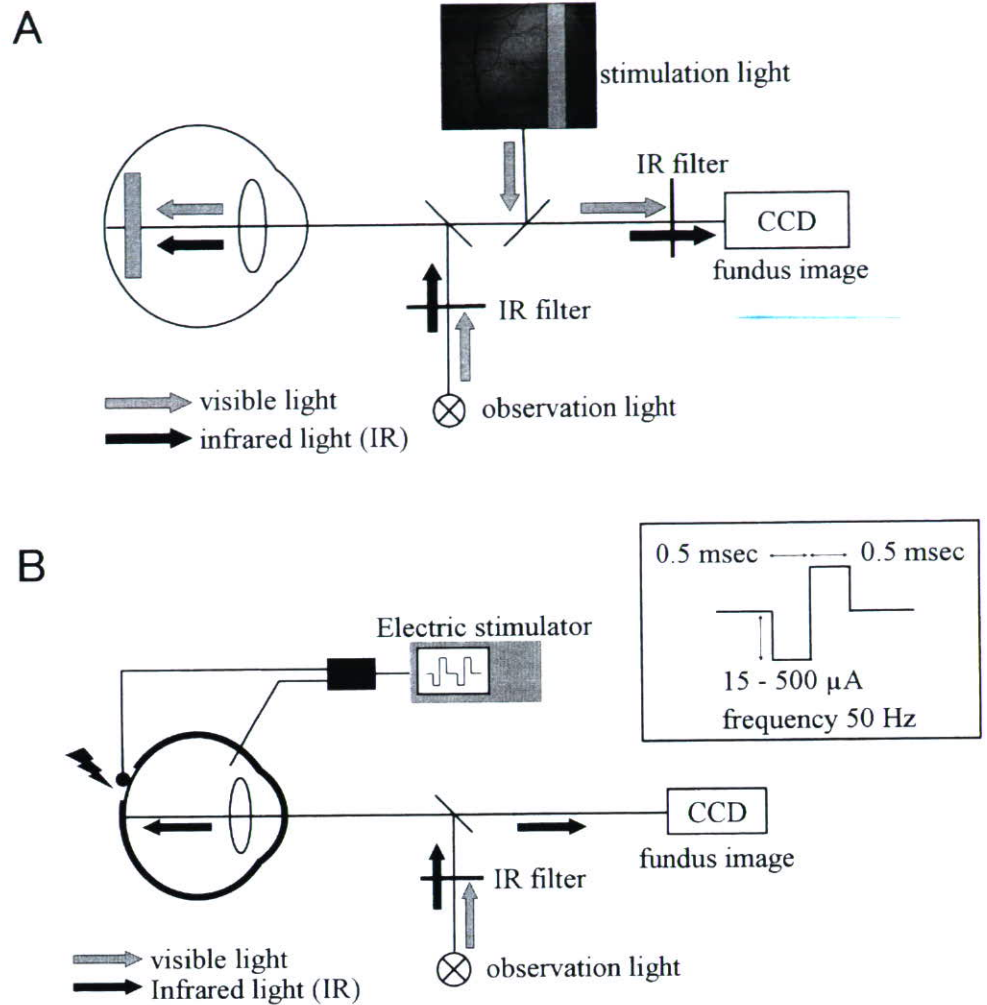 A
stimulation light
IR filter
CCD
fundus image
IR filter
observation light
visible light
infrared light (IR)
B
0.5 msec
0.5 msec
15 - 500 µA
frequency 50 Hz
Electric stimulator
CCD
fundus image
IR filter
observation light
visible light
Infrared light (IR)